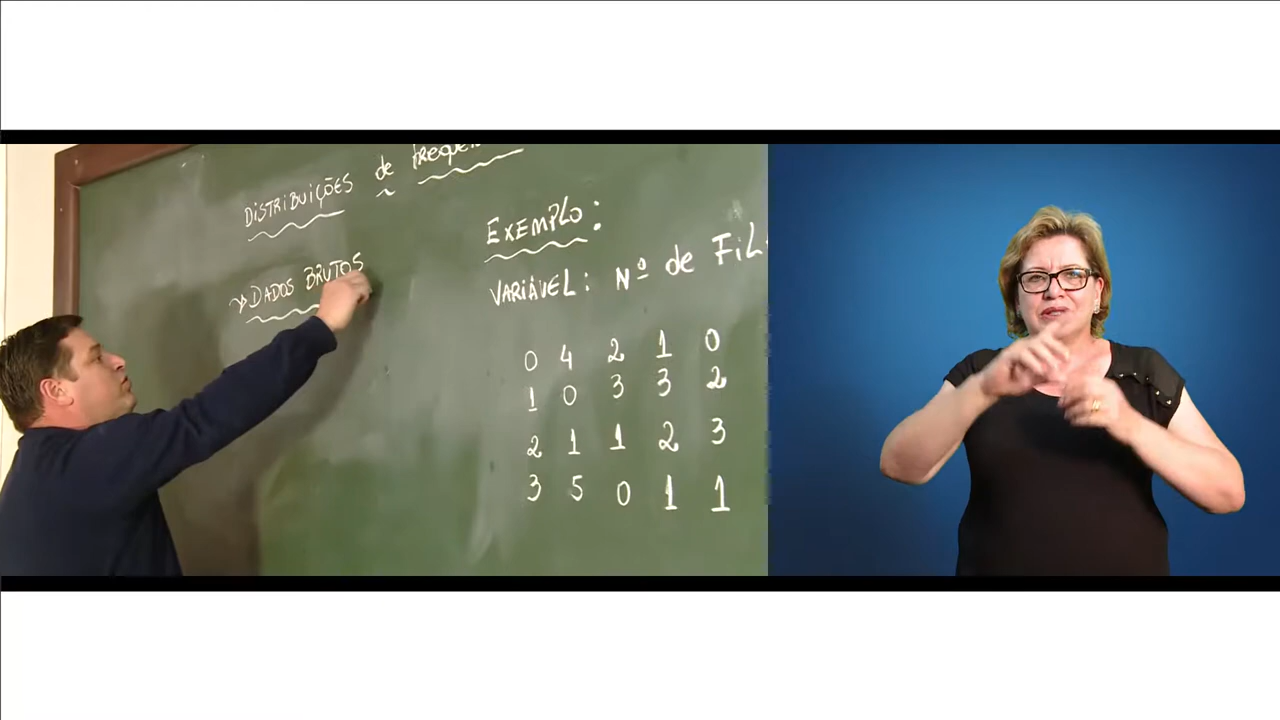 DISTRIBUIÇÕES de
→ DADOS BRUTOS
EXEMPLO:
VARIÁVEL: Nº de
0 4 2 1 0
1 0 3 3 2
2 1 1 2 3
3 5 0 1 1